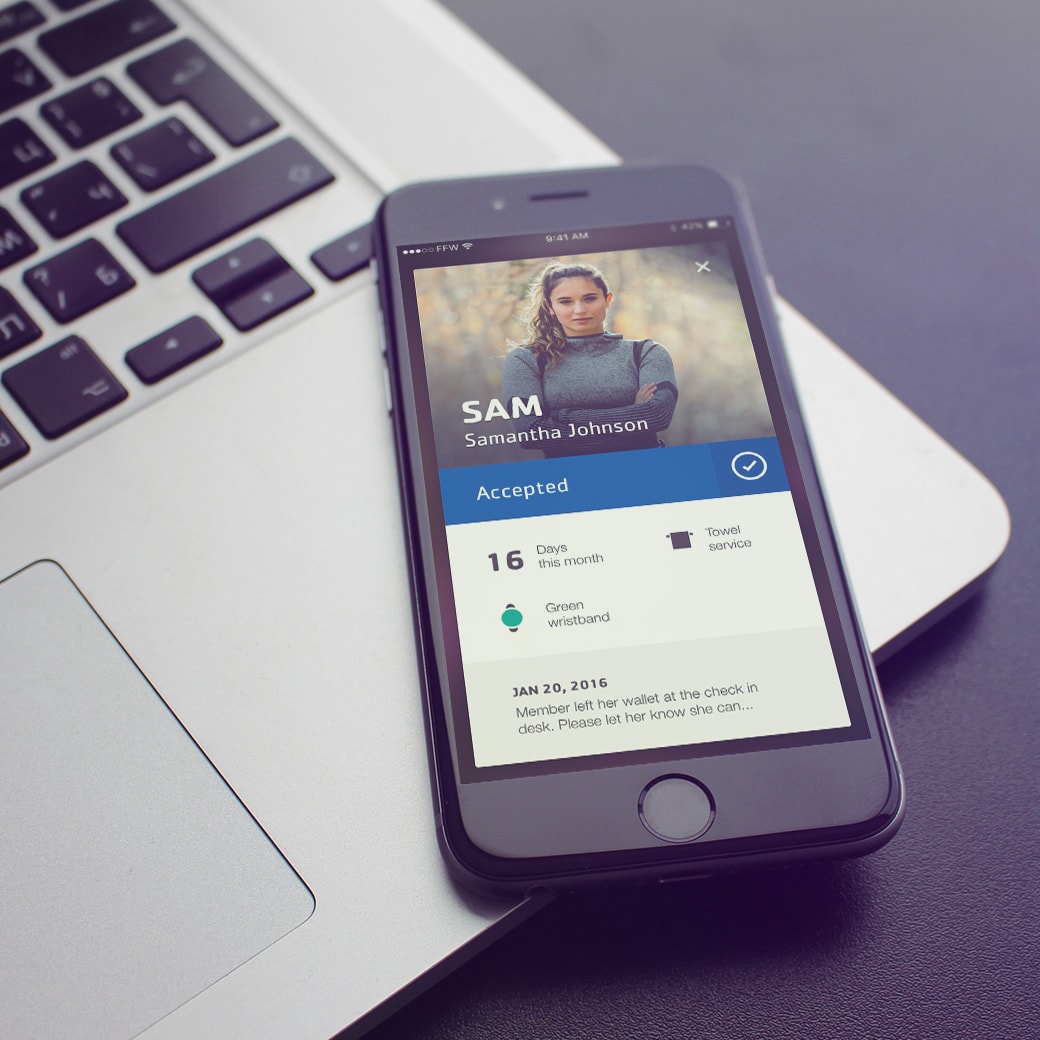 FFW
9:41 AM
42%
SAM
Samantha Johnson
Accepted
16
Days
this month
Towel
service
Green
wristband
JAN 20, 2016
Member left her wallet at the check in
desk. Please let her know she can...
alt
Ч
Ц
?
/
Б
Л